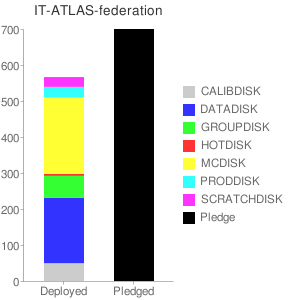 IT-ATLAS-federation
700
600
500
400
300
200
100
0
Deployed Pledged
CALIBDISK
DATADISK
GROUPDISK
HOTDISK
MCDISK
PRODDISK
SCRATCHDISK
Pledge